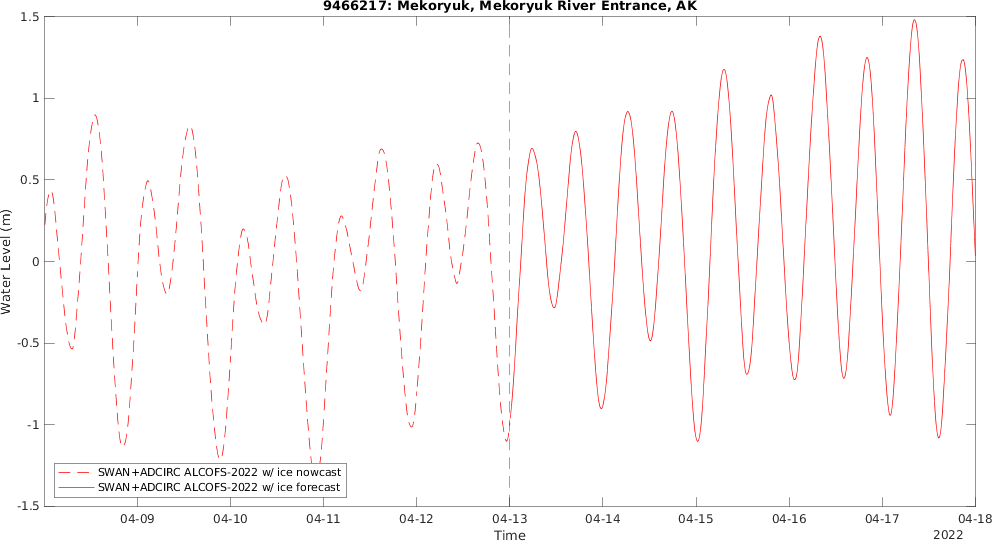 9466217: Mekoryuk, Mekoryuk River Entrance, AK
1.5
1
0.5
0
-0.5
-1
-1.5
Water Level (m)
SWAN+ADCIRC ALCOFS-2022 w/ ice nowcast
SWAN+ADCIRC ALCOFS-2022 w/ ice forecast
04-09 04-10 04-11 04-12 04-13 04-14 04-15 04-16 04-17 04-18
Time
2022